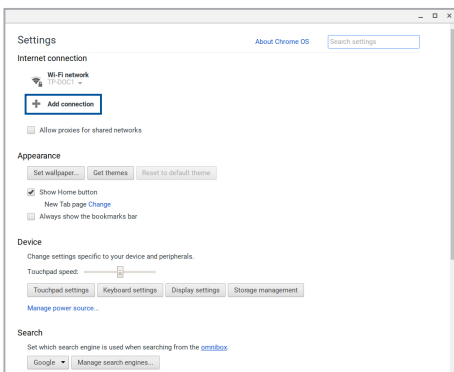 Settings
About Chrome OS
Search settings
Internet connection
Wi-Fi network
TP-DOC1
Add connection
Allow proxies for shared networks
Appearance
Set wallpaper... Get themes Reset to default theme
Show Home button
New Tab page Change
Always show the bookmarks bar
Device
Change settings specific to your device and peripherals.
Touchpad speed:
Touchpad settings Keyboard settings Display settings Storage management
Manage power source...
Search
Set which search engine is used when searching from the omnibox.
Google Manage search engines...